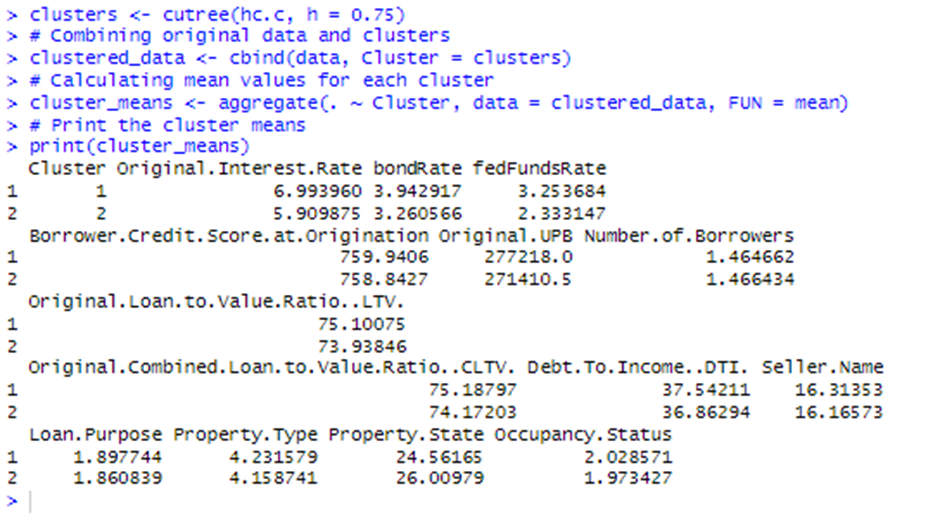 > clusters <- cutree(hc.c, h = 0.75)
> # Combining original data and clusters
> clustered_data <- cbind(data, Cluster = clusters)
> # Calculating mean values for each cluster
> cluster_means <- aggregate(. ~ Cluster, data = clustered_data, FUN = mean)
> # Print the cluster means
> print(cluster_means)
  Cluster Original.Interest.Rate bondRate fedFundsRate
1       1               6.993960 3.942917     3.253684
2       2               5.909875 3.260566     2.333147
  Borrower.Credit.Score.at.Origination Original.UPB Number.of.Borrowers
1                             759.9406     277218.0            1.464662
2                             758.8427     271410.5            1.466434
  Original.Loan.to.Value.Ratio..LTV.
1                           75.10075
2                           73.93846
  Original.Combined.Loan.to.Value.Ratio..CLTV. Debt.To.Income..DTI. Seller.Name
1                                     75.18797             37.54211    16.31353
2                                     74.17203             36.86294    16.16573
  Loan.Purpose Property.Type Property.State Occupancy.Status
1     1.897744      4.231579       24.56165         2.028571
2     1.860839      4.158741       26.00979         1.973427
>